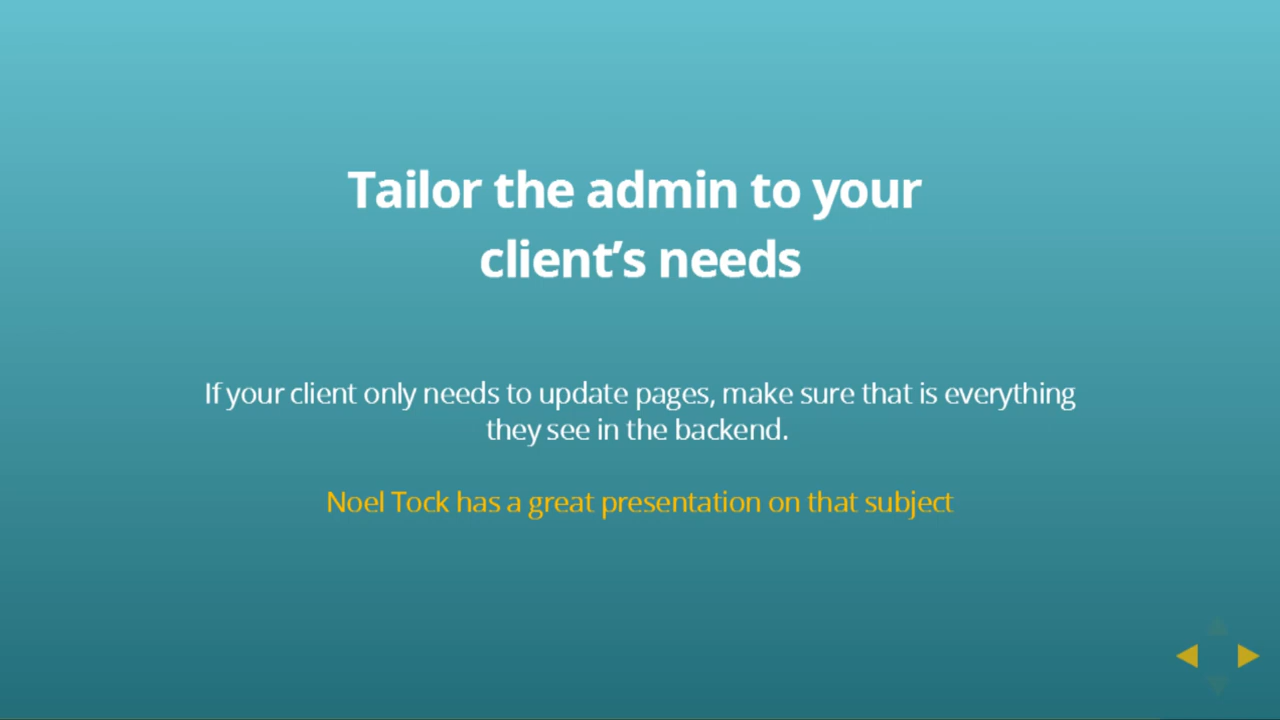 Tailor the admin to your
client’s needs
If your client only needs to update pages, make sure that is everything
they see in the backend.
Noel Tock has a great presentation on that subject